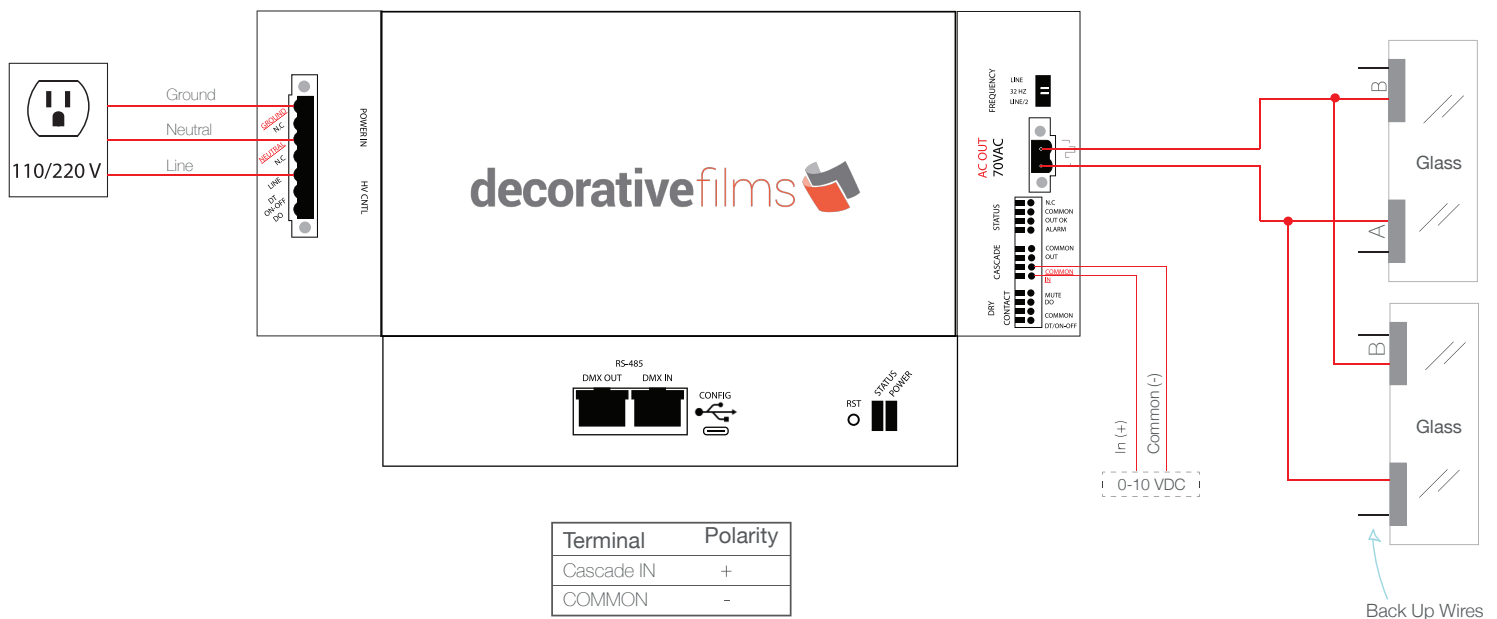 Ground
Neutral
Line
110/220 V
GROUND
N.C
NEUTRAL
N.C
LINE
DT
ON-OFF
DO
POWER IN
HV CNTL
decorativefilms
FREQUENCY
LINE
32 HZ
LINE/2
AC OUT
70VAC
STATUS
N.C
COMMON
OUT OK
ALARM
CASCADE
COMMON
OUT
COMMON
IN
DRY
CONTACT
MUTE
DO
COMMON
DT/ON-OFF
B
Glass
A
B
Glass
In (+)
Common (-)
0-10 VDC
Back Up Wires
RS-485
DMX OUT
DMX IN
CONFIG
RST
STATUS
POWER
Terminal Polarity
Cascade IN +
COMMON -